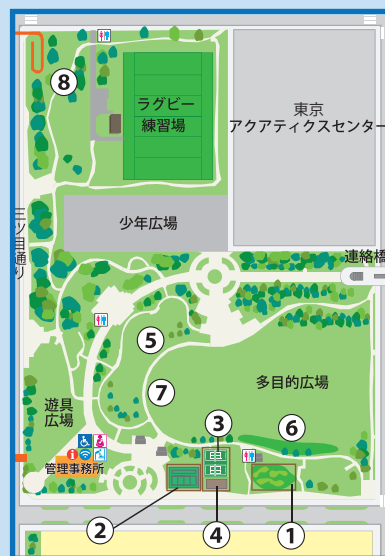 ⑧
ラグビー
練習場
東京
アクアティクスセンター
少年広場
三ツ目通り
連絡橋
⑤
⑦
多目的広場
遊具
広場
③
⑥
管理事務所
②
④
①